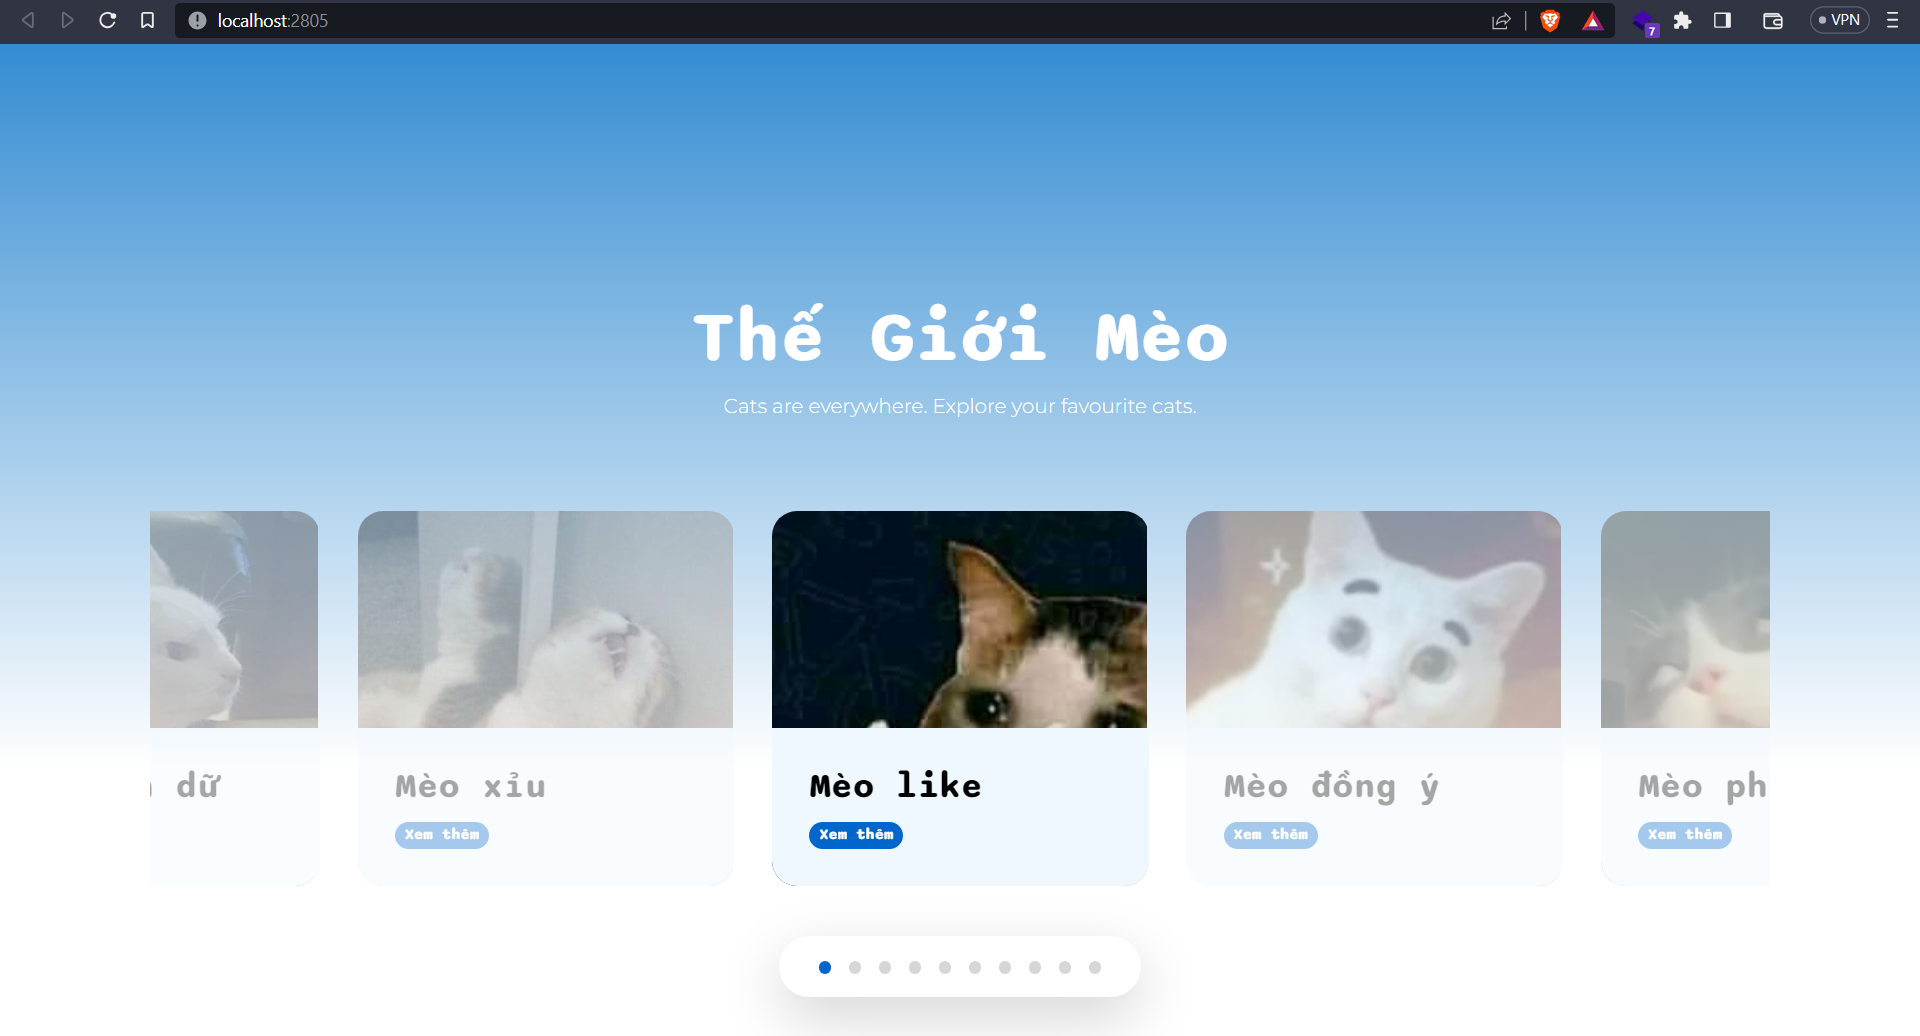 localhost:2805
VPN
7
Thế Giới Mèo
Cats are everywhere. Explore your favourite cats.
dữ
Mèo xỉu
Mèo like
Mèo đồng ý
Mèo ph
Xem thêm
Xem thêm
Xem thêm
Xem thêm